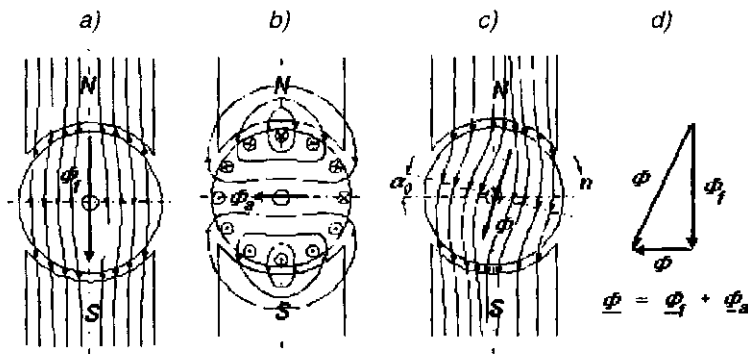 a) b) c) d)
N N N
Φf
Φa
α0
n
Φ
Φ Φf
Φ
S S S
Φ = Φf + Φa